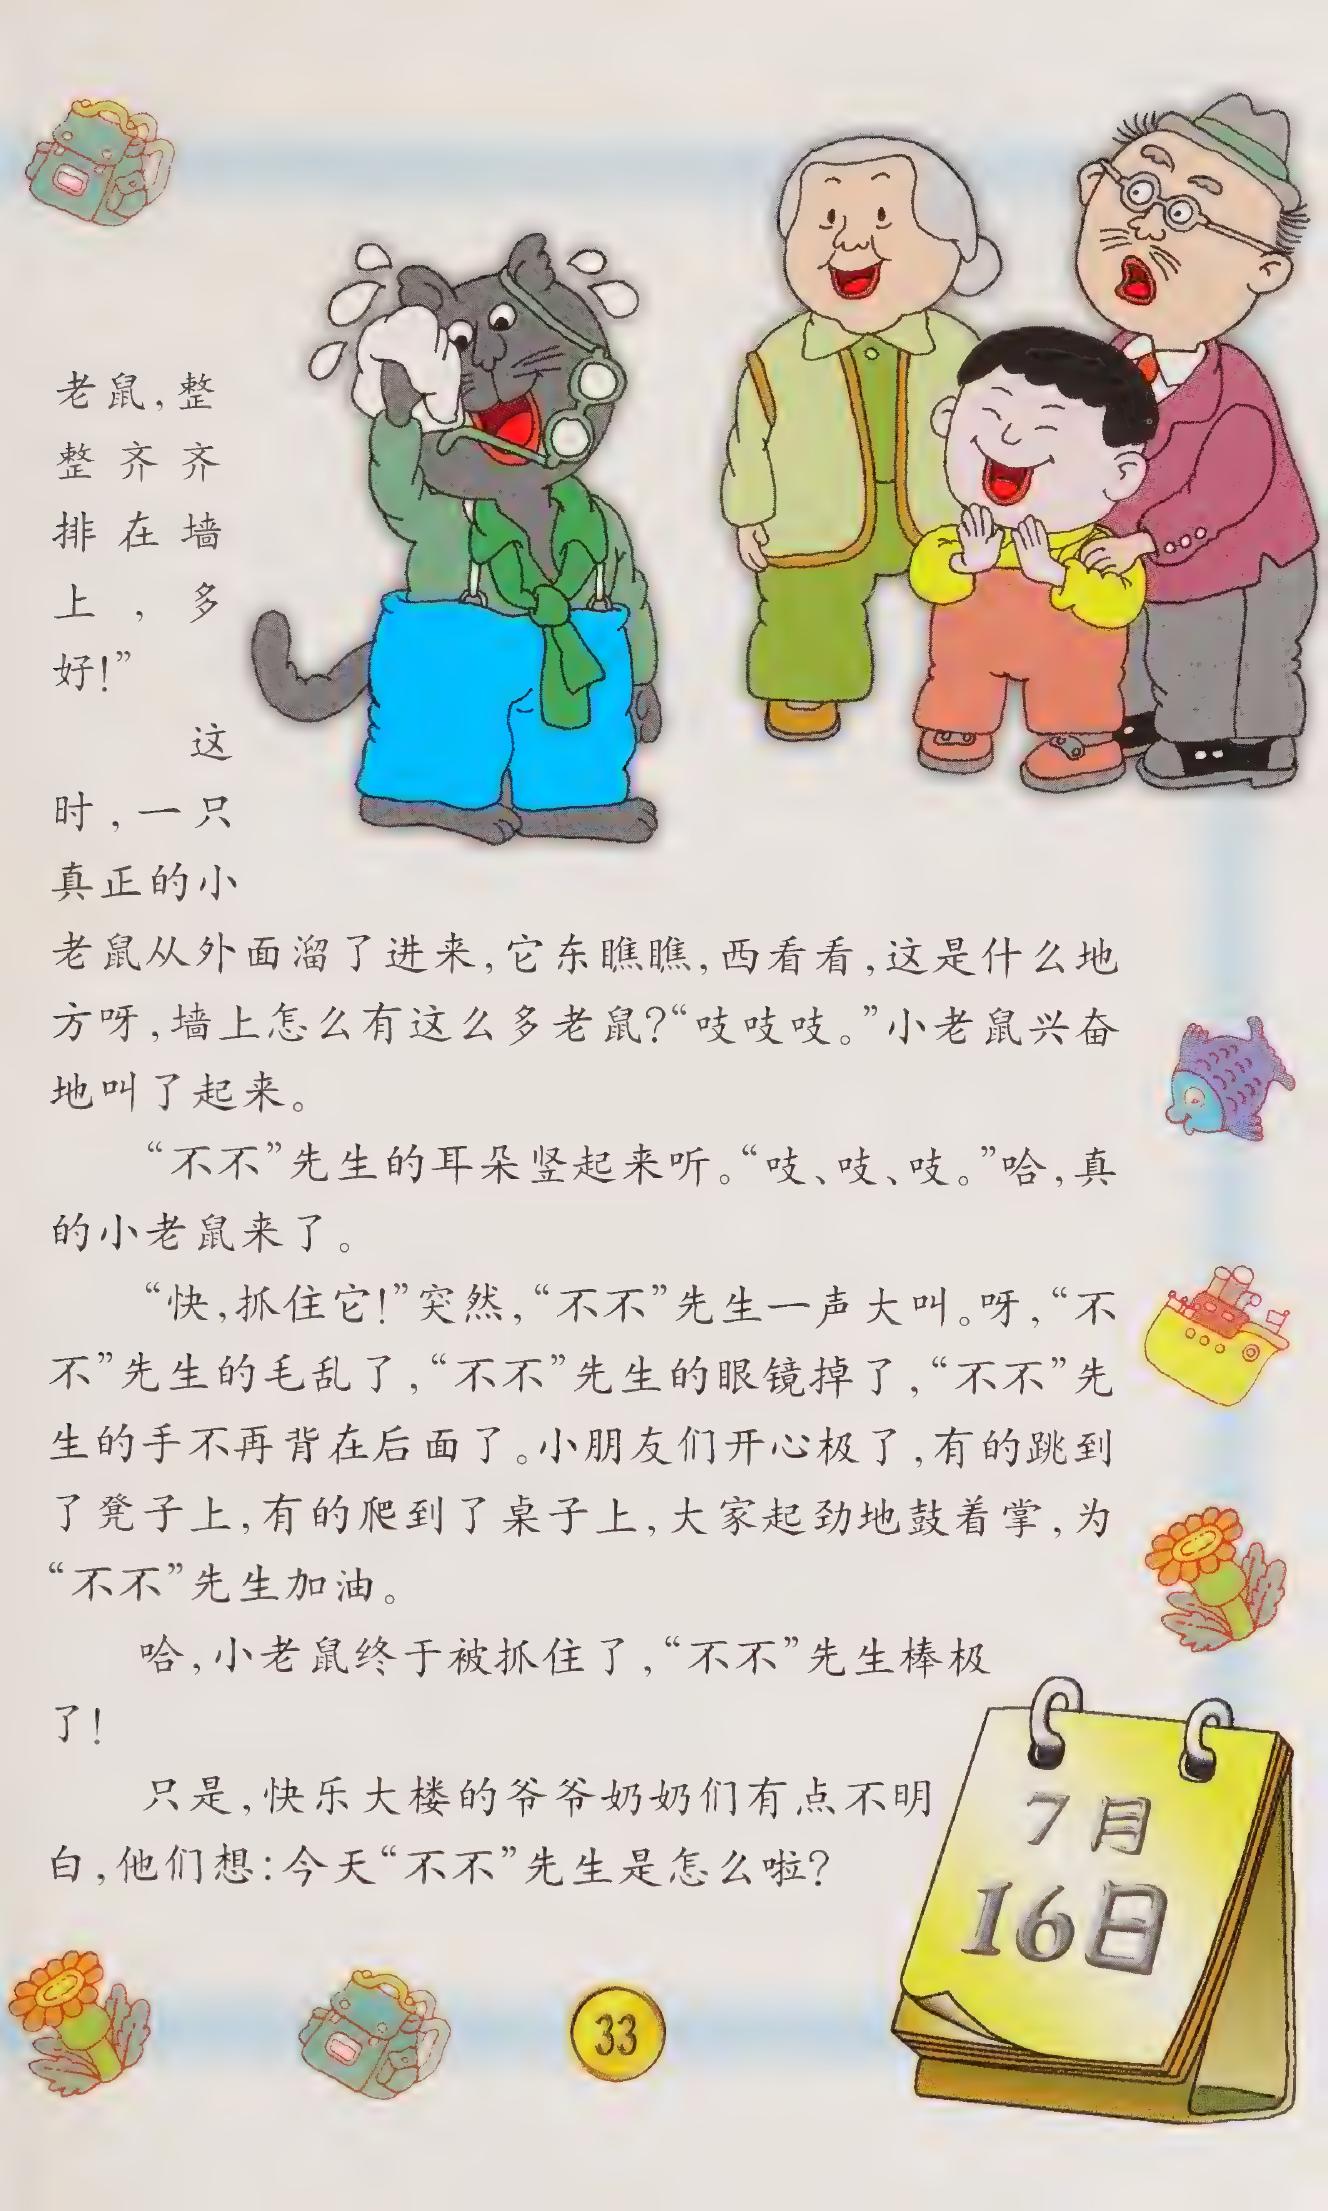 老鼠,整
整齐齐
排在墙
上,多
好!”
这
时,一只
真正的小
老鼠从外面溜了进来,它东瞧瞧,西看看,这是什么地
方呀,墙上怎么有这么多老鼠?“吱吱吱。”小老鼠兴奋
地叫了起来。
“不不”先生的耳朵竖起来听。“吱、吱、吱。”哈,真
的小老鼠来了。
“快,抓住它!”突然,“不不”先生一声大叫。呀,“不
不”先生的毛乱了,“不不”先生的眼镜掉了,“不不”先
生的手不再背在后面了。小朋友们开心极了,有的跳到
了凳子上,有的爬到了桌子上,大家起劲地鼓着掌,为
“不不”先生加油。
哈,小老鼠终于被抓住了,“不不”先生棒极
了!
只是,快乐大楼的爷爷奶奶们有点不明
白,他们想:今天“不不”先生是怎么啦?
7月
16日
33